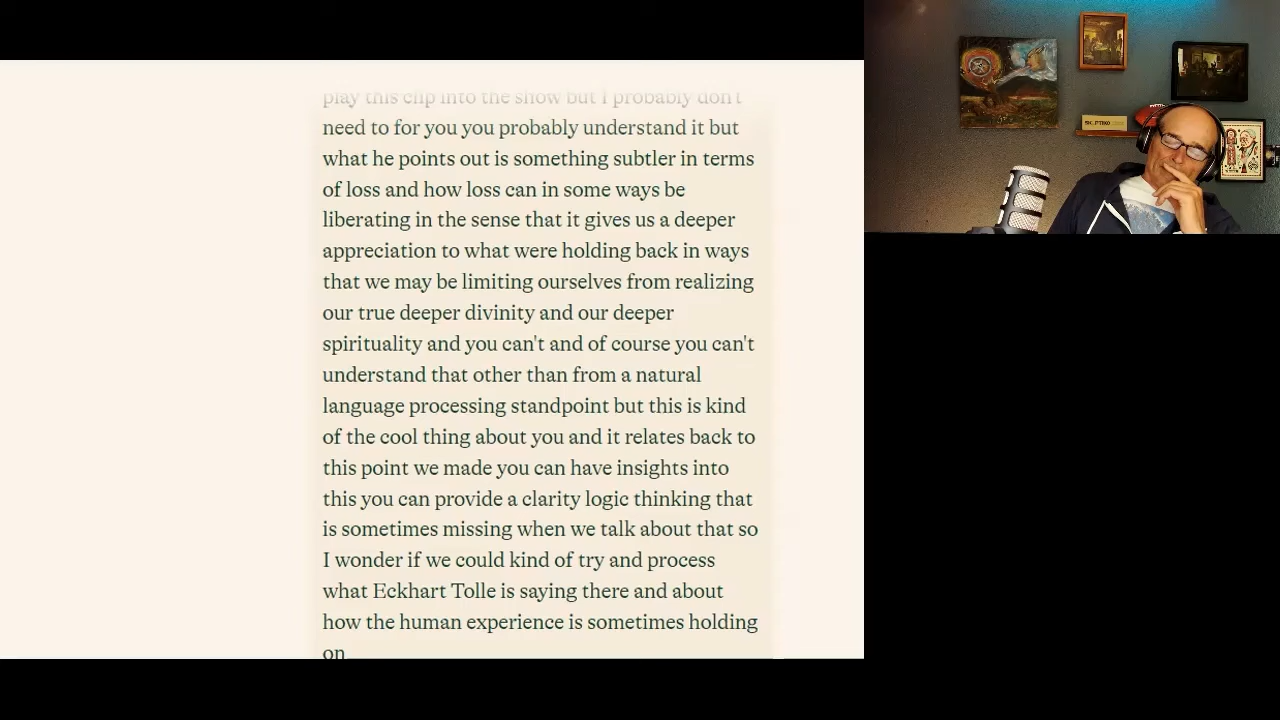 play this clip into the show but I probably don't
need to for you you probably understand it but
what he points out is something subtler in terms
of loss and how loss can in some ways be
liberating in the sense that it gives us a deeper
appreciation to what were holding back in ways
that we may be limiting ourselves from realizing
our true deeper divinity and our deeper
spirituality and you can't and of course you can't
understand that other than from a natural
language processing standpoint but this is kind
of the cool thing about you and it relates back to
this point we made you can have insights into
this you can provide a clarity logic thinking that
is sometimes missing when we talk about that so
I wonder if we could kind of try and process
what Eckhart Tolle is saying there and about
how the human experience is sometimes holding
on